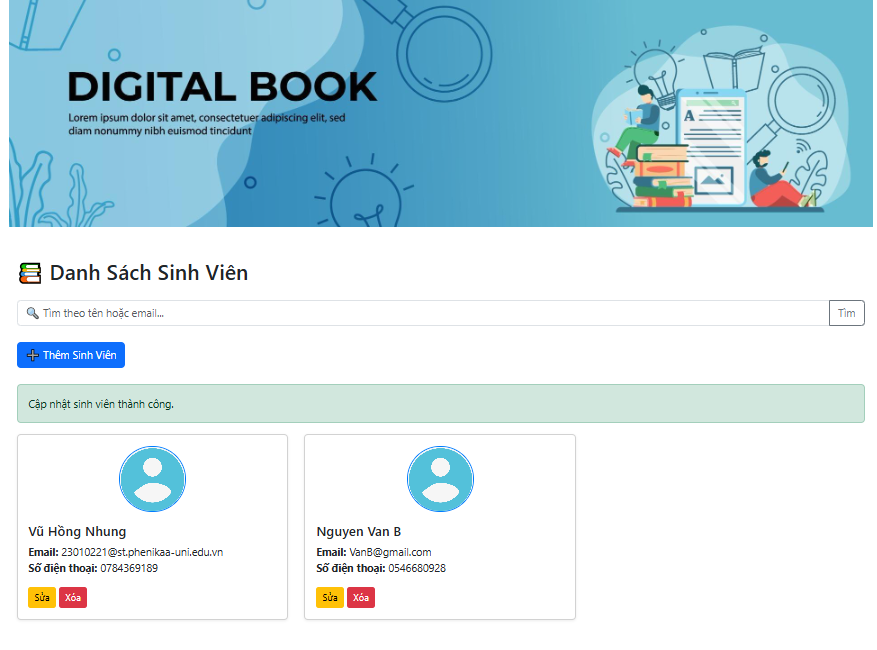 DIGITAL BOOK
Lorem ipsum dolor sit amet, consectetuer adipiscing elit, sed
diam nonummy nibh euismod tincidunt
A
Danh Sách Sinh Viên
Tìm theo tên hoặc email...
Tìm
Thêm Sinh Viên
Cập nhật sinh viên thành công.
Vũ Hồng Nhung
Email: 23010221@st.phenikaa-uni.edu.vn
Số điện thoại: 0784369189
Sửa Xóa
Nguyen Van B
Email: VanB@gmail.com
Số điện thoại: 0546680928
Sửa Xóa